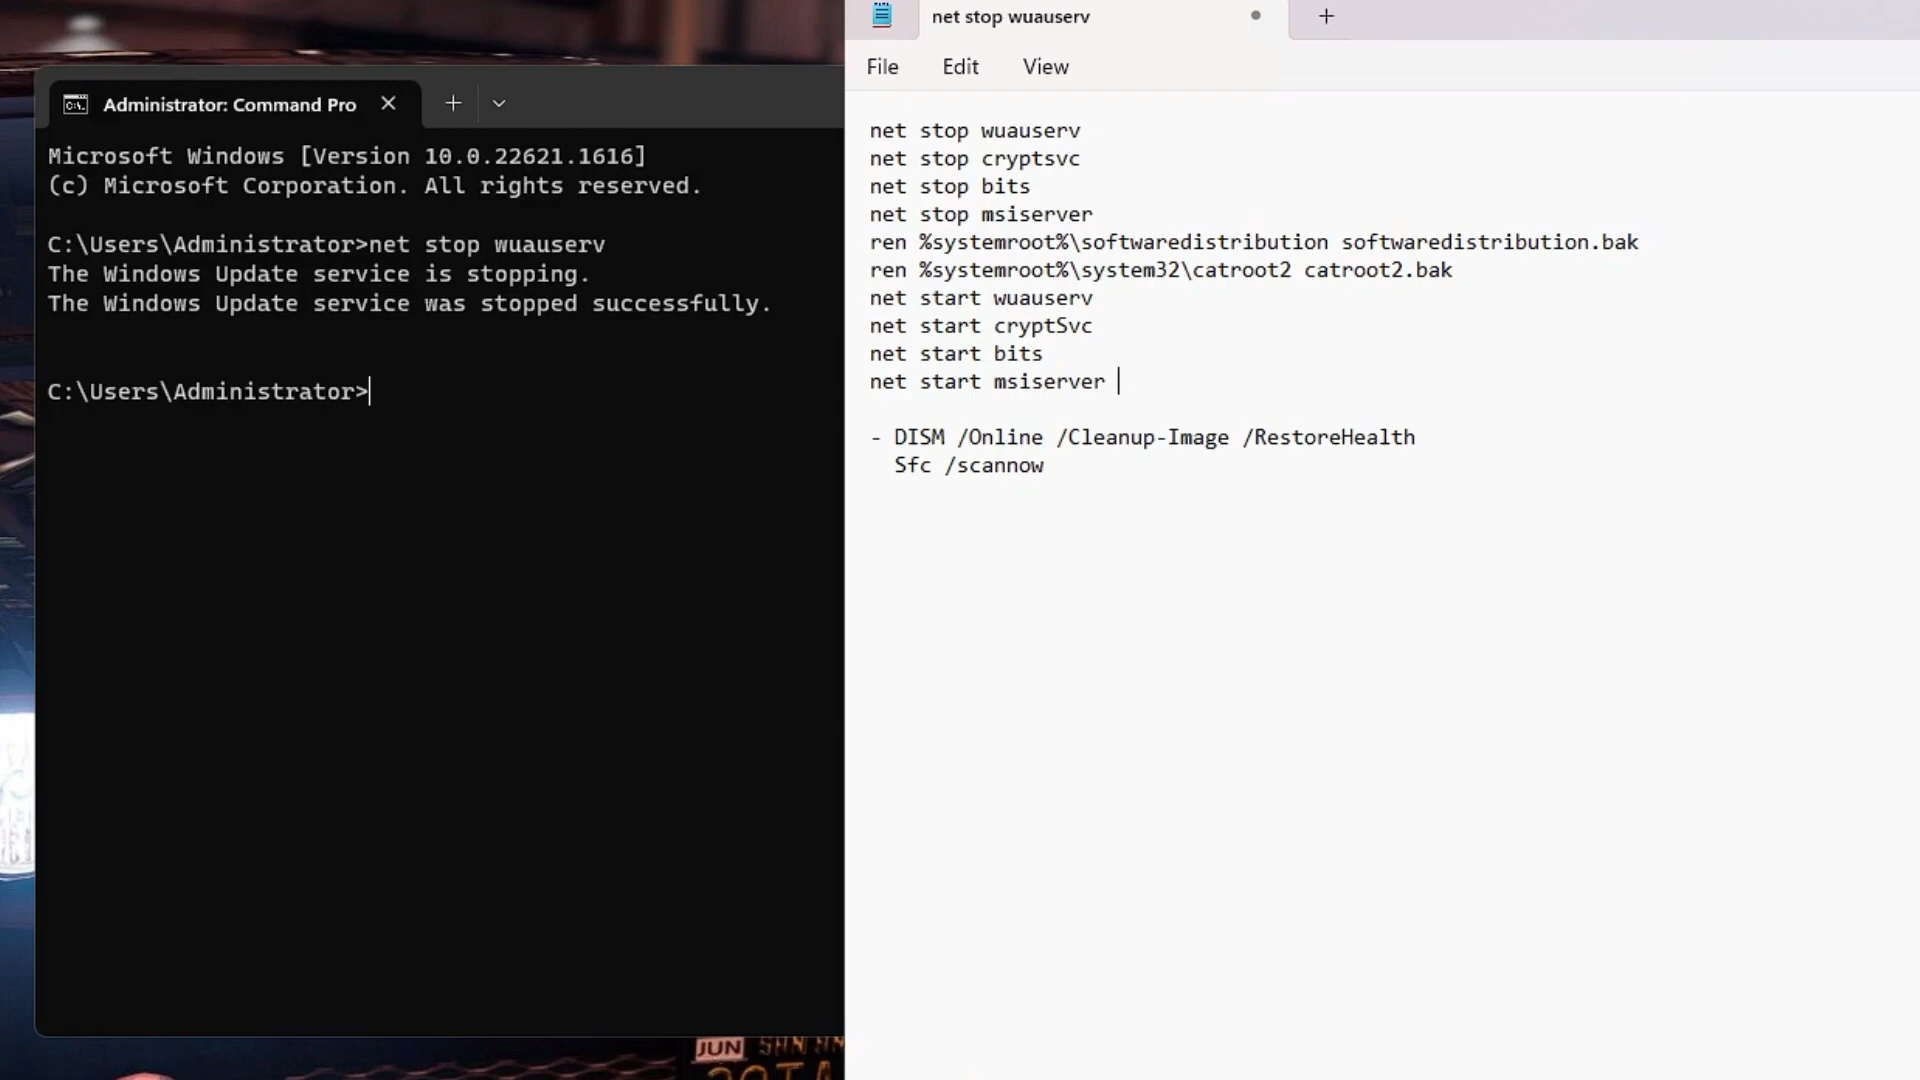 Administrator: Command Pro
Microsoft Windows [Version 10.0.22621.1616]
(c) Microsoft Corporation. All rights reserved.
C:\Users\Administrator>net stop wuauserv
The Windows Update service is stopping.
The Windows Update service was stopped successfully.
C:\Users\Administrator>
net stop wuauserv
File Edit View
net stop wuauserv
net stop cryptsvc
net stop bits
net stop msiserver
ren %systemroot%\softwaredistribution softwaredistribution.bak
ren %systemroot%\system32\catroot2 catroot2.bak
net start wuauserv
net start cryptSvc
net start bits
net start msiserver
- DISM /Online /Cleanup-Image /RestoreHealth
Sfc /scannow
JUN